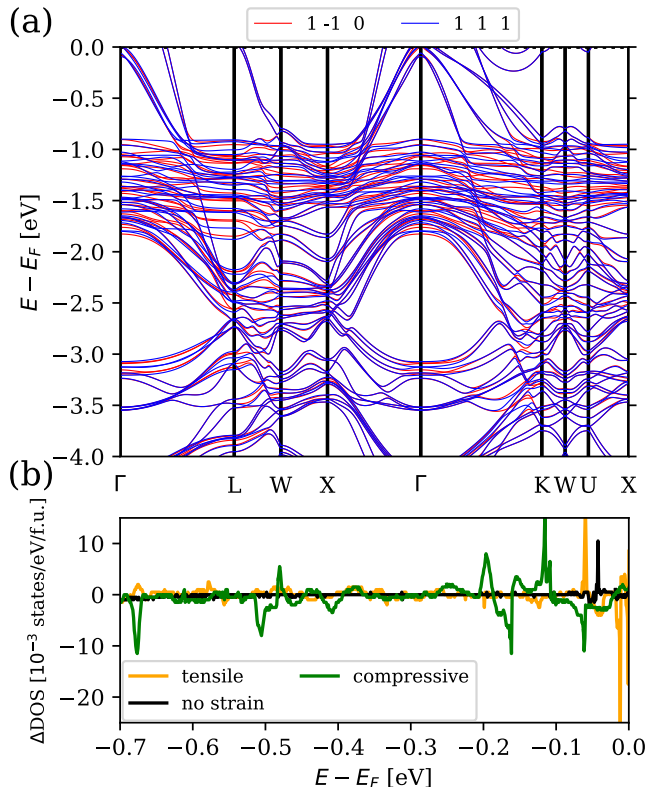 (a)
1 -1 0
1 1 1
0.0
−0.5
−1.0
−1.5
−2.0
−2.5
−3.0
−3.5
−4.0
E − E_F [eV]
Γ L W X Γ K W U X
(b)
10
0
−10
−20
ΔDOS [10⁻³ states/eV/f.u.]
tensile
no strain
compressive
−0.7 −0.6 −0.5 −0.4 −0.3 −0.2 −0.1 0.0
E − E_F [eV]